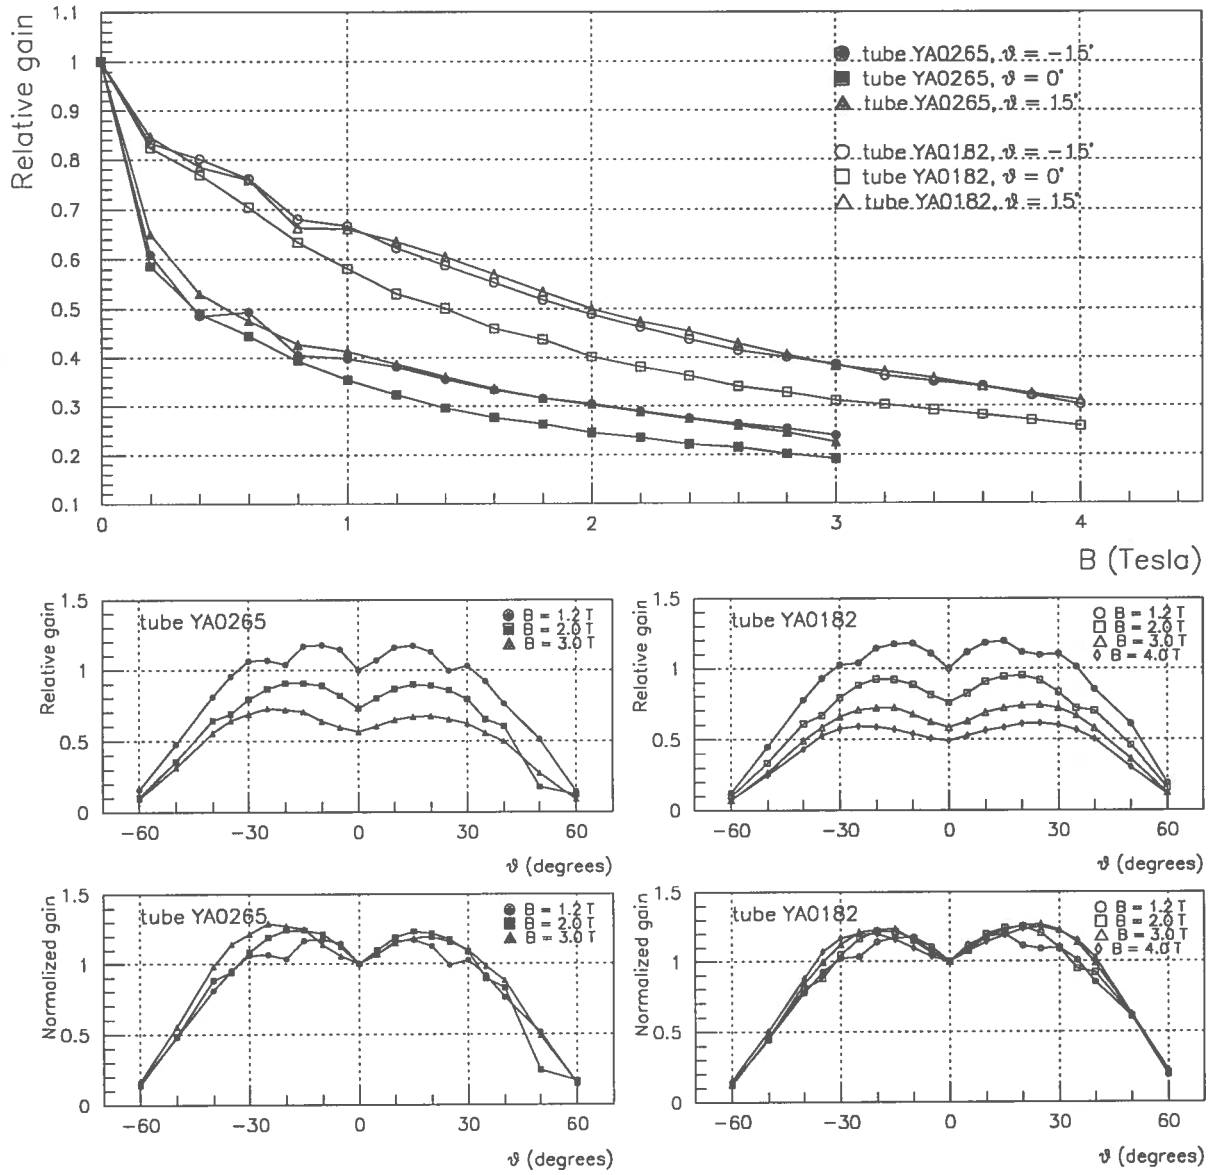 Relative gain
1.1
1
0.9
0.8
0.7
0.6
0.5
0.4
0.3
0.2
0.1
0 1 2 3 4
B (Tesla)
tube YA0265, ϑ = −15°
tube YA0265, ϑ = 0°
tube YA0265, ϑ = 15°
tube YA0182, ϑ = −15°
tube YA0182, ϑ = 0°
tube YA0182, ϑ = 15°
Relative gain
1.5
1
0.5
0
tube YA0265
B = 1.2 T
B = 2.0 T
B = 3.0 T
−60 −30 0 30 60
ϑ (degrees)
Relative gain
1.5
1
0.5
0
tube YA0182
B = 1.2 T
B = 2.0 T
B = 3.0 T
B = 4.0 T
−60 −30 0 30 60
ϑ (degrees)
Normalized gain
1.5
1
0.5
0
tube YA0265
B = 1.2 T
B = 2.0 T
B = 3.0 T
−60 −30 0 30 60
ϑ (degrees)
Normalized gain
1.5
1
0.5
0
tube YA0182
B = 1.2 T
B = 2.0 T
B = 3.0 T
B = 4.0 T
−60 −30 0 30 60
ϑ (degrees)